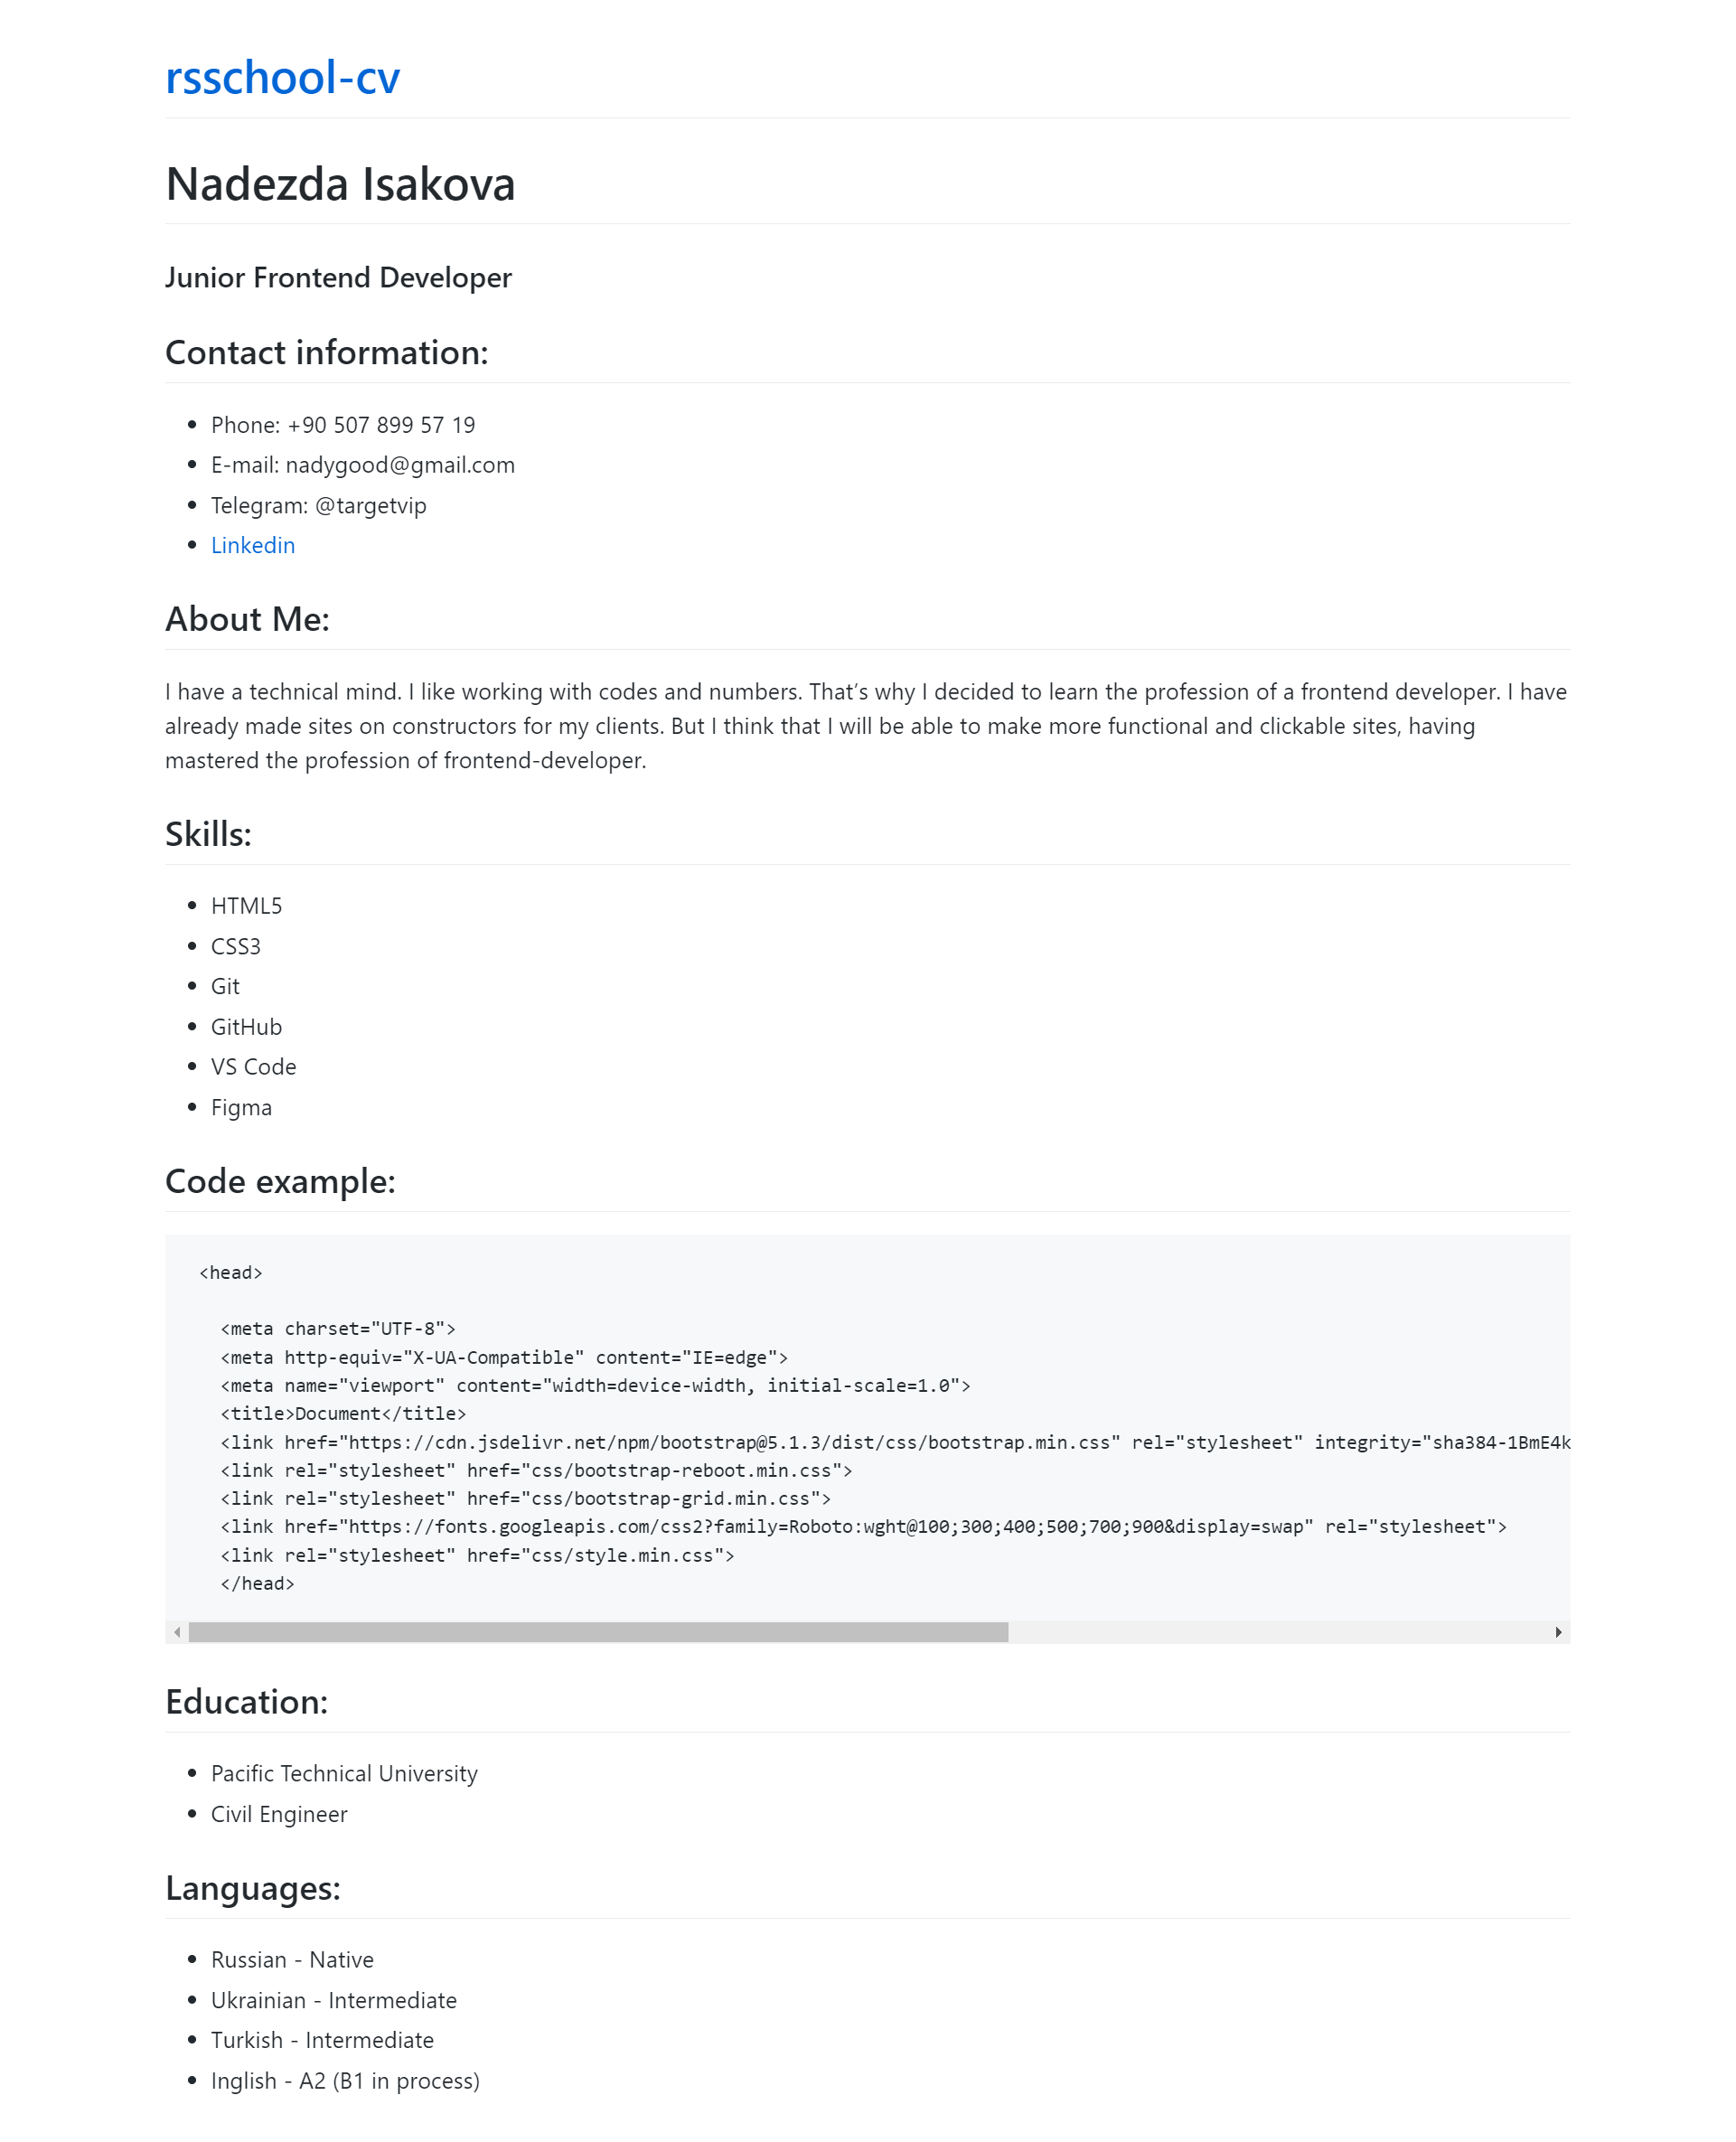 rsschool-cv
Nadezda Isakova
Junior Frontend Developer
Contact information:
Phone: +90 507 899 57 19
E-mail: nadygood@gmail.com
Telegram: @targetvip
Linkedin
About Me:
I have a technical mind. I like working with codes and numbers. That’s why I decided to learn the profession of a frontend developer. I have
already made sites on constructors for my clients. But I think that I will be able to make more functional and clickable sites, having
mastered the profession of frontend-developer.
Skills:
HTML5
CSS3
Git
GitHub
VS Code
Figma
Code example:
<head>
<meta charset="UTF-8">
<meta http-equiv="X-UA-Compatible" content="IE=edge">
<meta name="viewport" content="width=device-width, initial-scale=1.0">
<title>Document</title>
<link href="https://cdn.jsdelivr.net/npm/bootstrap@5.1.3/dist/css/bootstrap.min.css" rel="stylesheet" integrity="sha384-1BmE4k
<link rel="stylesheet" href="css/bootstrap-reboot.min.css">
<link rel="stylesheet" href="css/bootstrap-grid.min.css">
<link href="https://fonts.googleapis.com/css2?family=Roboto:wght@100;300;400;500;700;900&display=swap" rel="stylesheet">
<link rel="stylesheet" href="css/style.min.css">
</head>
Education:
Pacific Technical University
Civil Engineer
Languages:
Russian - Native
Ukrainian - Intermediate
Turkish - Intermediate
Inglish - A2 (B1 in process)